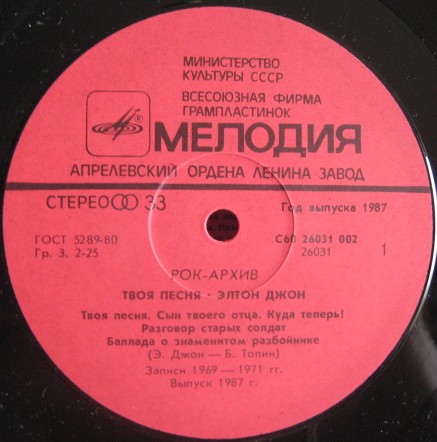 МИНИСТЕРСТВО
КУЛЬТУРЫ СССР
ВСЕСОЮЗНАЯ ФИРМА
ГРАМПЛАСТИНОК
МЕЛОДИЯ
АПРЕЛЕВСКИЙ ОРДЕНА ЛЕНИНА ЗАВОД
СТЕРЕО 33
Год выпуска 1987
ГОСТ 5289-80
Гр. 3. 2-25
С60 26031 002
26031
1
РОК-АРХИВ
ТВОЯ ПЕСНЯ · ЭЛТОН ДЖОН
Твоя песня. Сын твоего отца. Куда теперь!
Разговор старых солдат
Баллада о знаменитом разбойнике
(Э. Джон — Б. Топин)
Записи 1969 — 1971 гг.
Выпуск 1987 г.